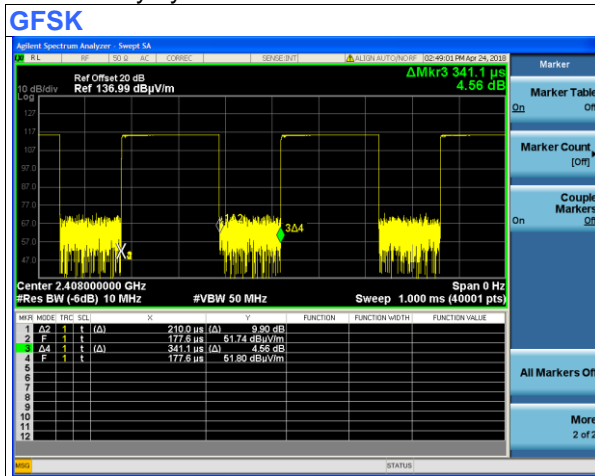 GFSK
Agilent Spectrum Analyzer - Swept SA
RL RF 50 Ω AC CORREC SENSE:INT ALIGN AUTO/NORF 02:49:01 PM Apr 24, 2018
Marker
ΔMkr3 341.1 µs
4.56 dB
Ref Offset 20 dB
10 dB/div Ref 136.99 dBµV/m
Log
127
117
107
97.0
87.0
77.0
67.0
57.0
47.0
1Δ2
3Δ4
X
Center 2.408000000 GHz Span 0 Hz
#Res BW (-6dB) 10 MHz #VBW 50 MHz Sweep 1.000 ms (40001 pts)
MKR MODE TRC SCL X Y FUNCTION FUNCTION WIDTH FUNCTION VALUE
1 Δ2 1 t (Δ) 210.0 µs (Δ) 9.90 dB
2 F 1 t 177.6 µs 51.74 dBµV/m
3 Δ4 1 t (Δ) 341.1 µs (Δ) 4.56 dB
4 F 1 t 177.6 µs 51.80 dBµV/m
5
6
7
8
9
10
11
12
MSG STATUS
Marker Table
On Of
Marker Count
[Off]
Couple
Markers
On Off
All Markers Off
More
2 of 2